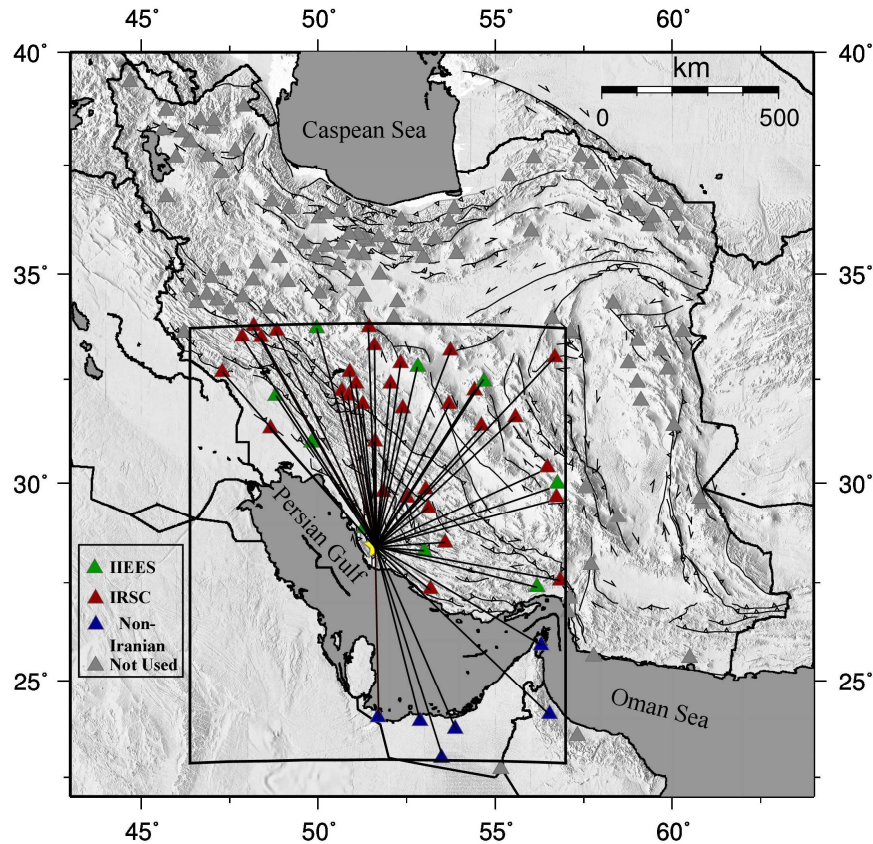 45° 50° 55° 60°
40° 40°
km
0 500
Caspean Sea
35° 35°
30° 30°
Persian Gulf
IIEES
IRSC
Non-
Iranian
Not Used
25° 25°
Oman Sea
45° 50° 55° 60°